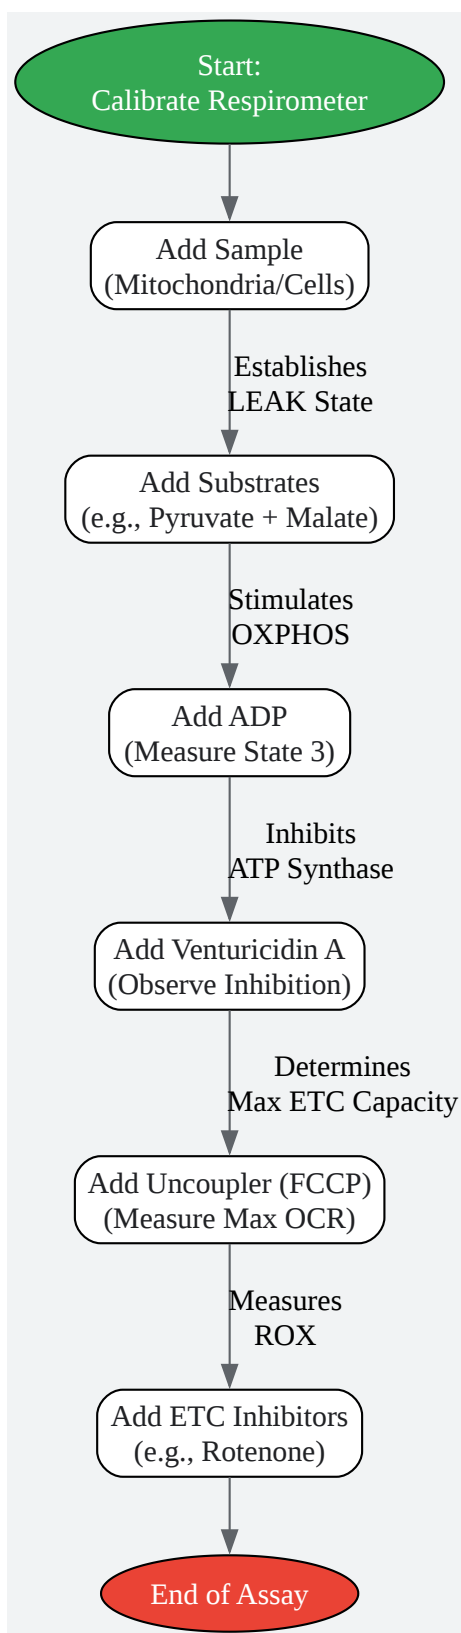 Start:
Calibrate Respirometer
Add Sample
(Mitochondria/Cells)
Establishes
LEAK State
Add Substrates
(e.g., Pyruvate + Malate)
Stimulates
OXPHOS
Add ADP
(Measure State 3)
Inhibits
ATP Synthase
Add Venturicidin A
(Observe Inhibition)
Determines
Max ETC Capacity
Add Uncoupler (FCCP)
(Measure Max OCR)
Measures
ROX
Add ETC Inhibitors
(e.g., Rotenone)
End of Assay